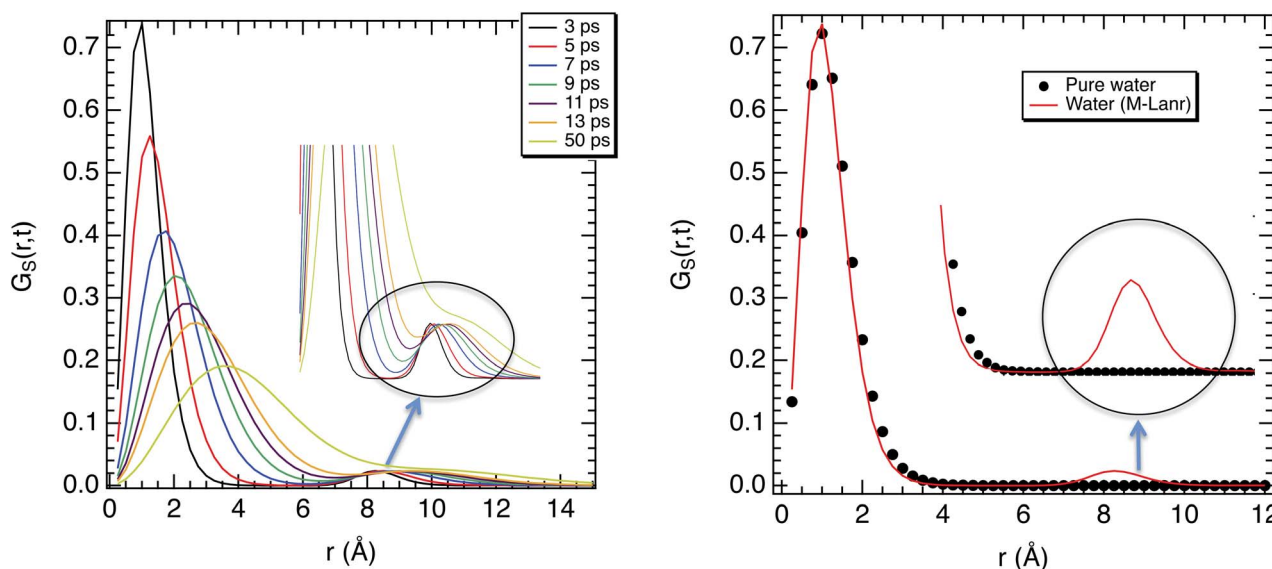 0.7
0.6
0.5
0.4
0.3
0.2
0.1
0.0
G_S(r,t)
3 ps
5 ps
7 ps
9 ps
11 ps
13 ps
50 ps
0 2 4 6 8 10 12 14
r (Å)
0.7
0.6
0.5
0.4
0.3
0.2
0.1
0.0
G_S(r,t)
Pure water
Water (M-Lanr)
0 2 4 6 8 10 12
r (Å)